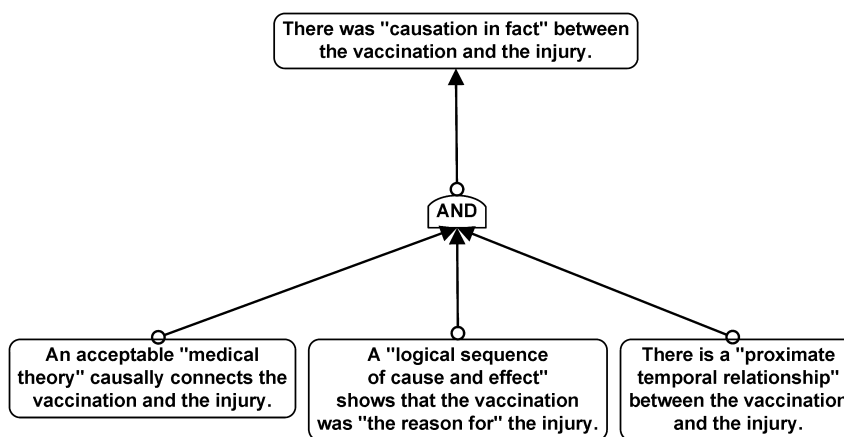 There was "causation in fact" between
the vaccination and the injury.
AND
An acceptable "medical
theory" causally connects the
vaccination and the injury.
A "logical sequence
of cause and effect"
shows that the vaccination
was "the reason for" the injury.
There is a "proximate
temporal relationship"
between the vaccination
and the injury.